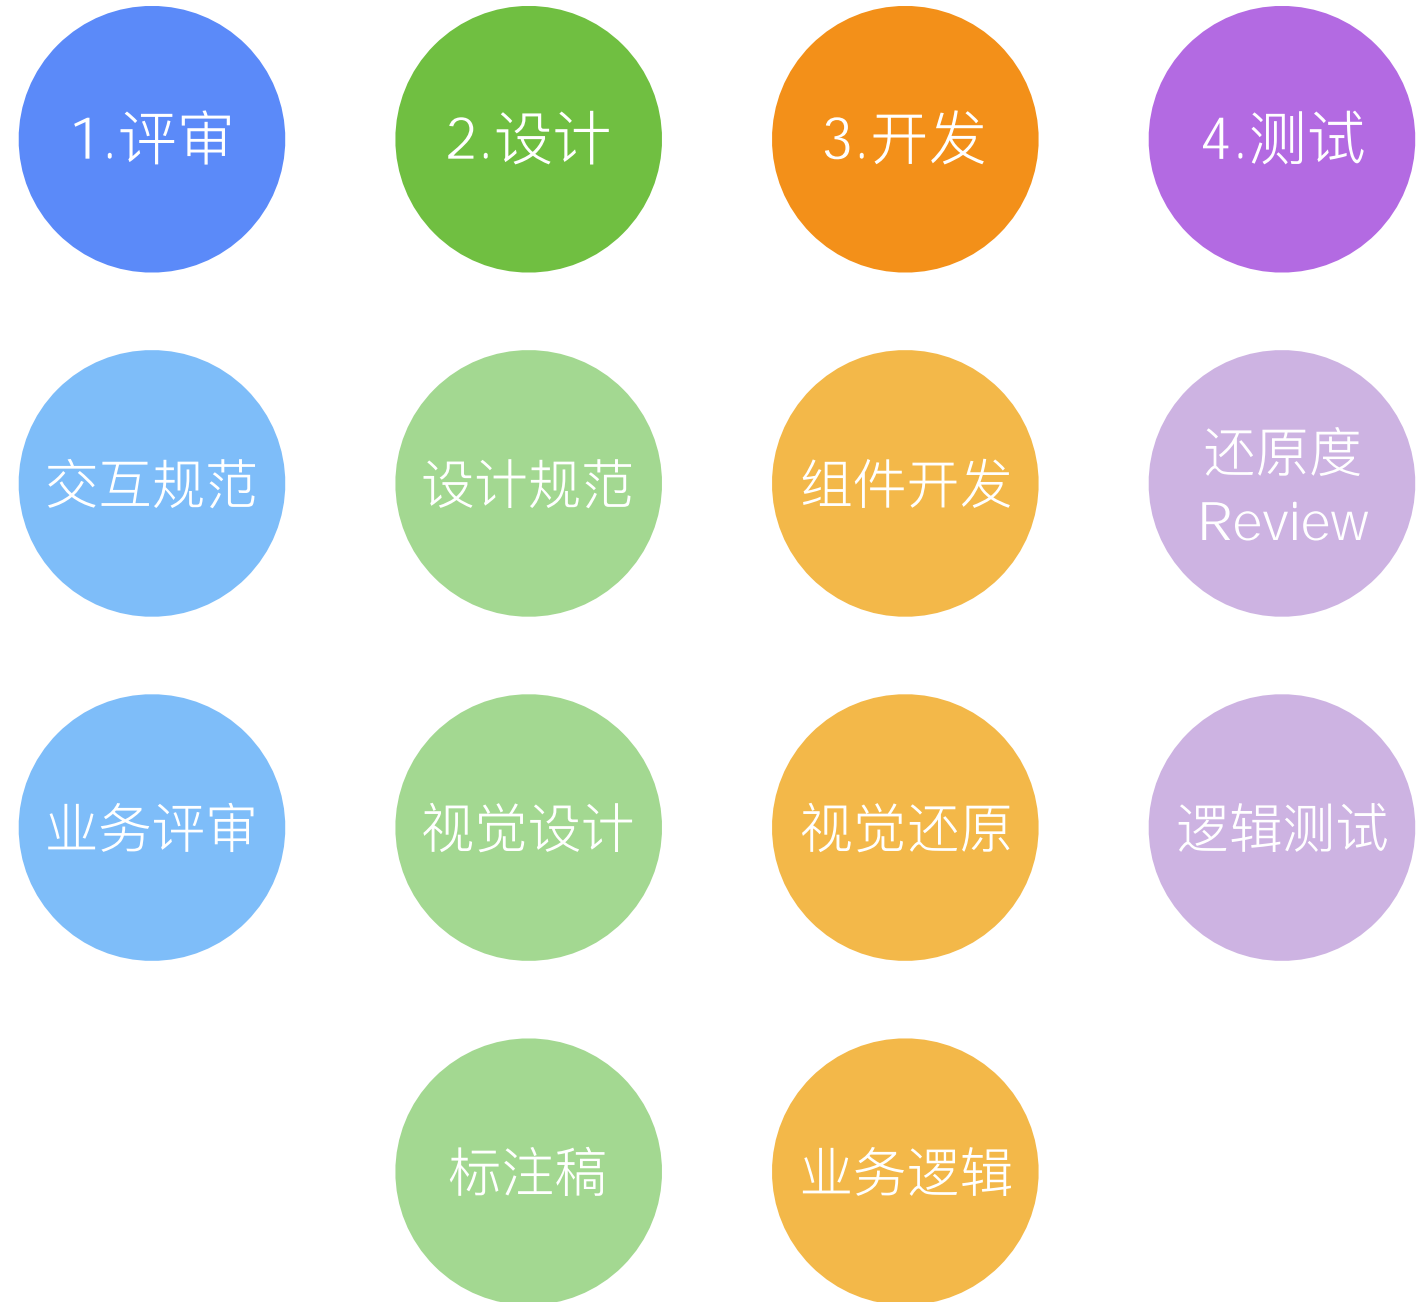 1.评审
2.设计
3.开发
4.测试
交互规范
设计规范
组件开发
还原度
Review
业务评审
视觉设计
视觉还原
逻辑测试
标注稿
业务逻辑